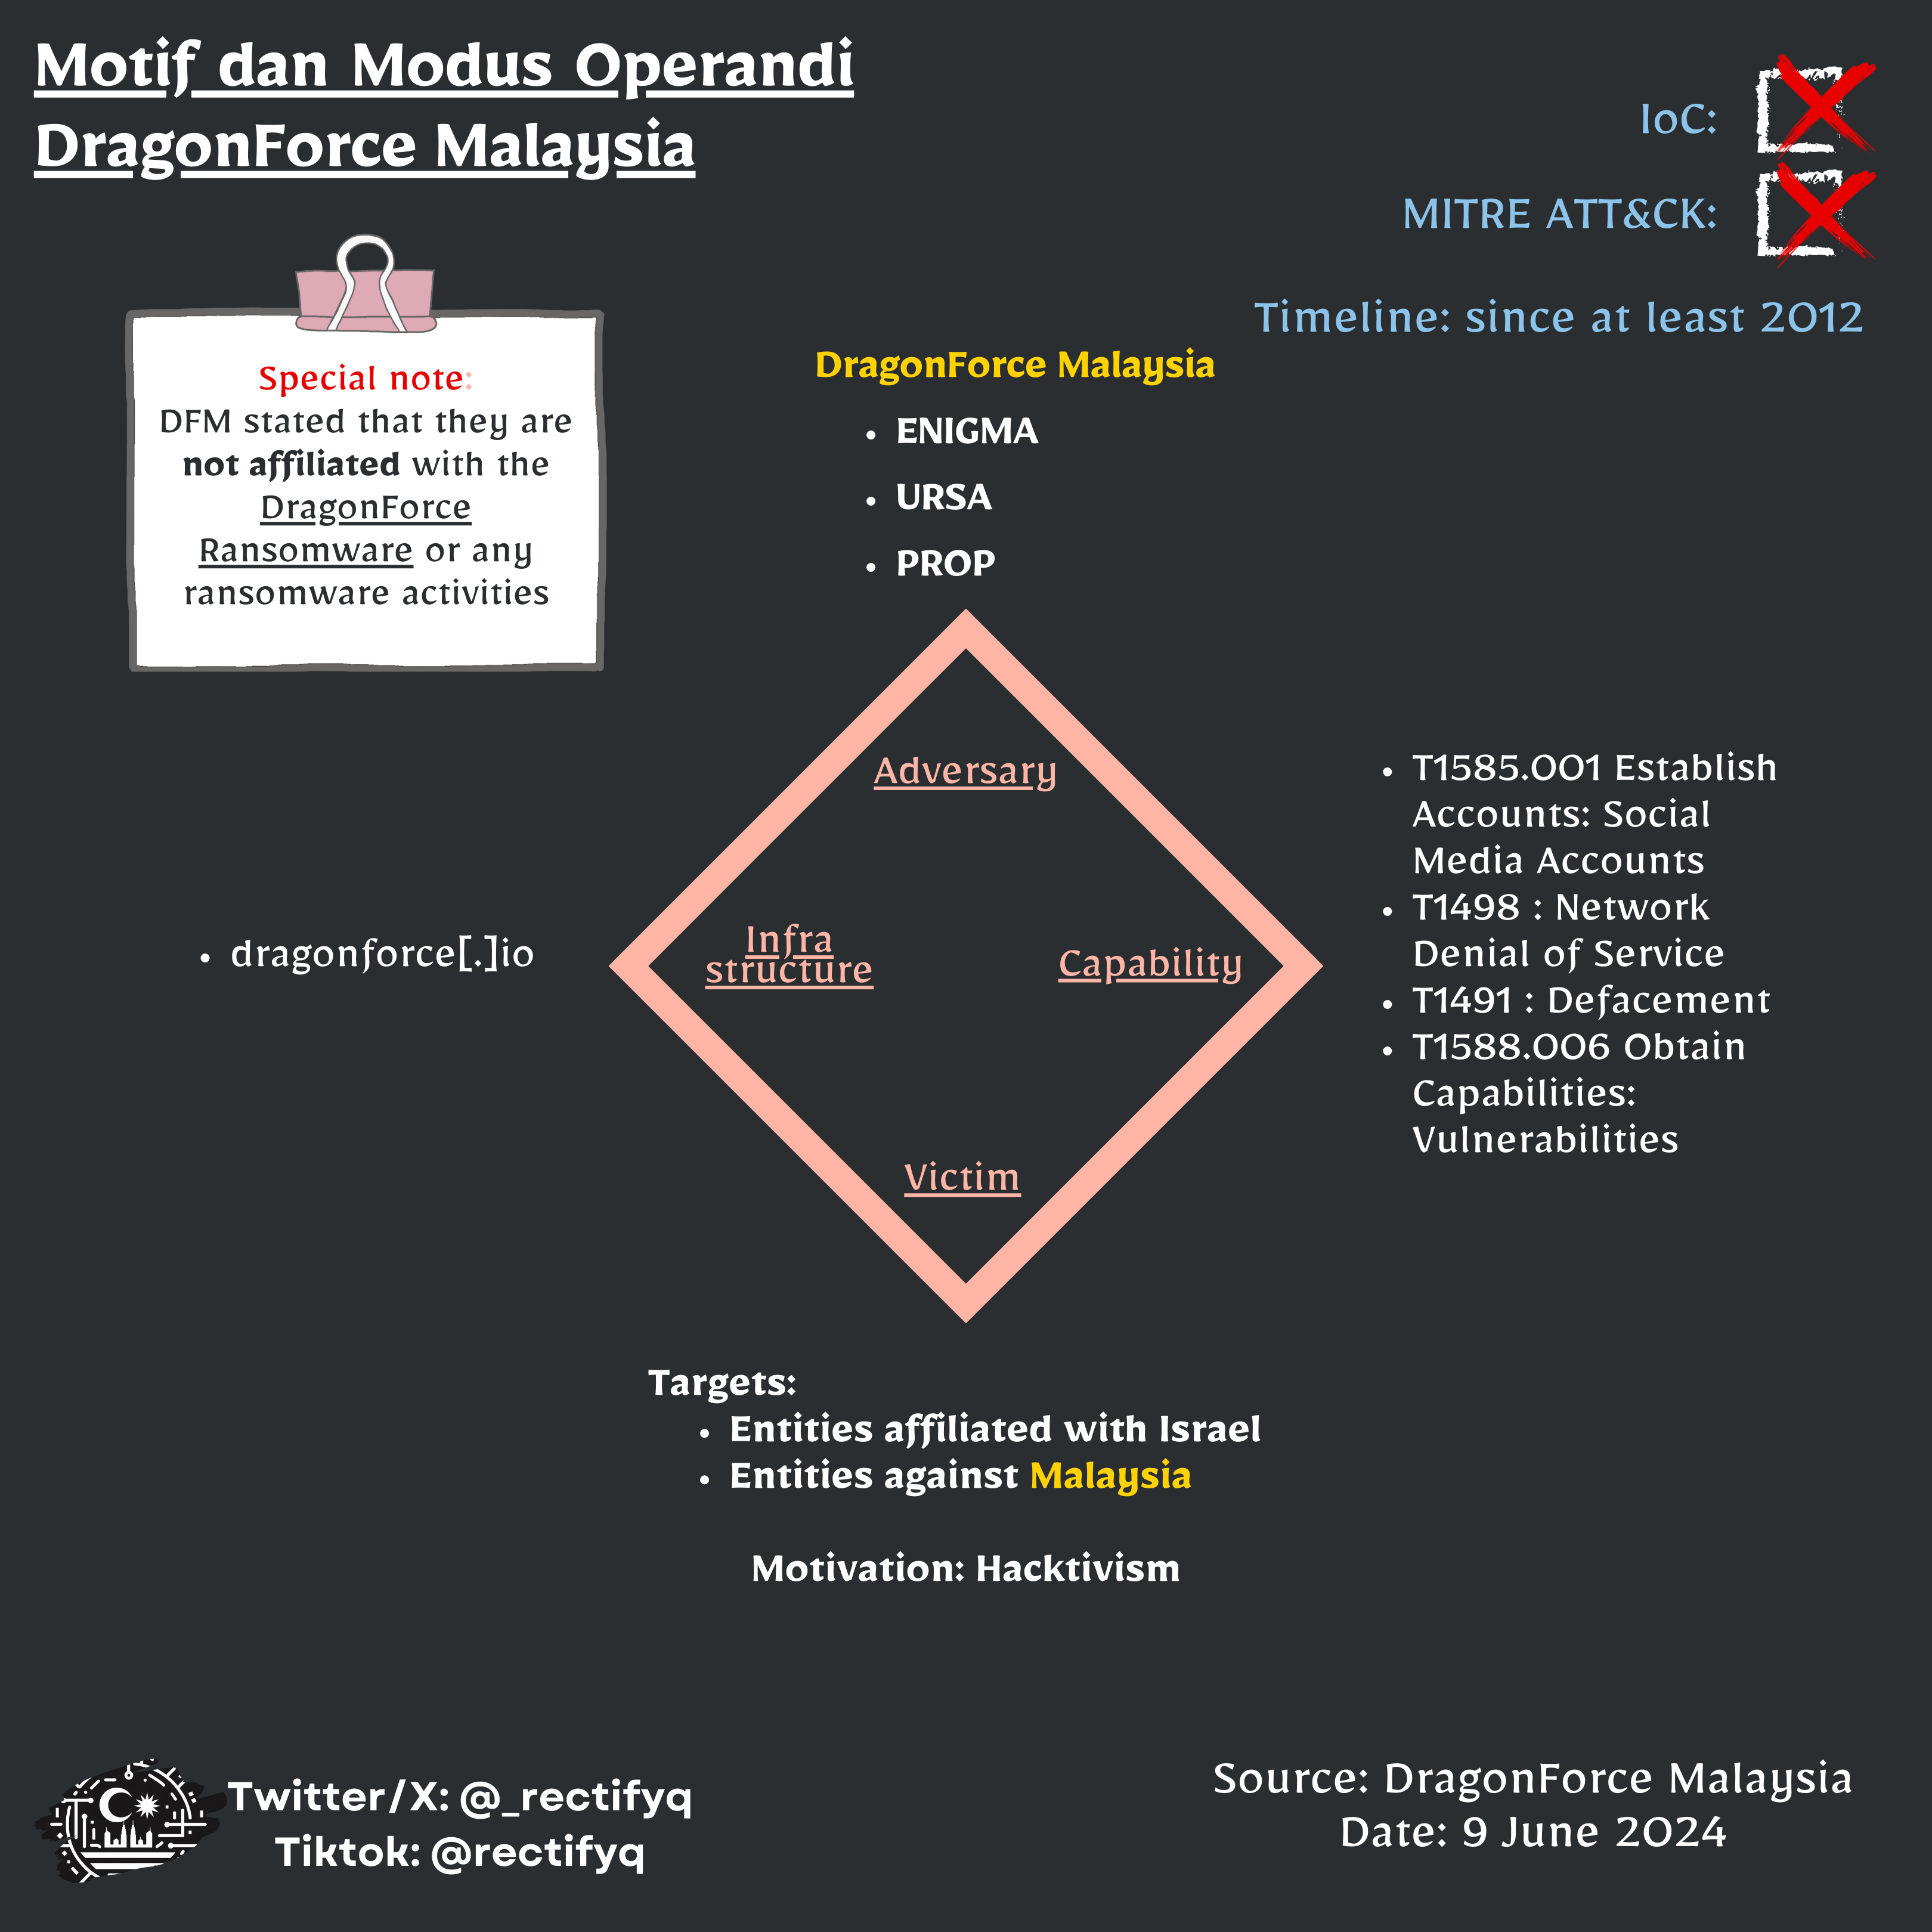 Motif dan Modus Operandi
DragonForce Malaysia
IoC:
MITRE ATT&CK:
Timeline: since at least 2012
Special note:
DFM stated that they are
not affiliated with the
DragonForce
Ransomware or any
ransomware activities
DragonForce Malaysia
• ENIGMA
• URSA
• PROP
Adversary
Infra
structure
Capability
Victim
• dragonforce[.]io
• T1585.001 Establish
Accounts: Social
Media Accounts
• T1498 : Network
Denial of Service
• T1491 : Defacement
• T1588.006 Obtain
Capabilities:
Vulnerabilities
Targets:
• Entities affiliated with Israel
• Entities against Malaysia
Motivation: Hacktivism
Twitter/X: @_rectifyq
Tiktok: @rectifyq
Source: DragonForce Malaysia
Date: 9 June 2024